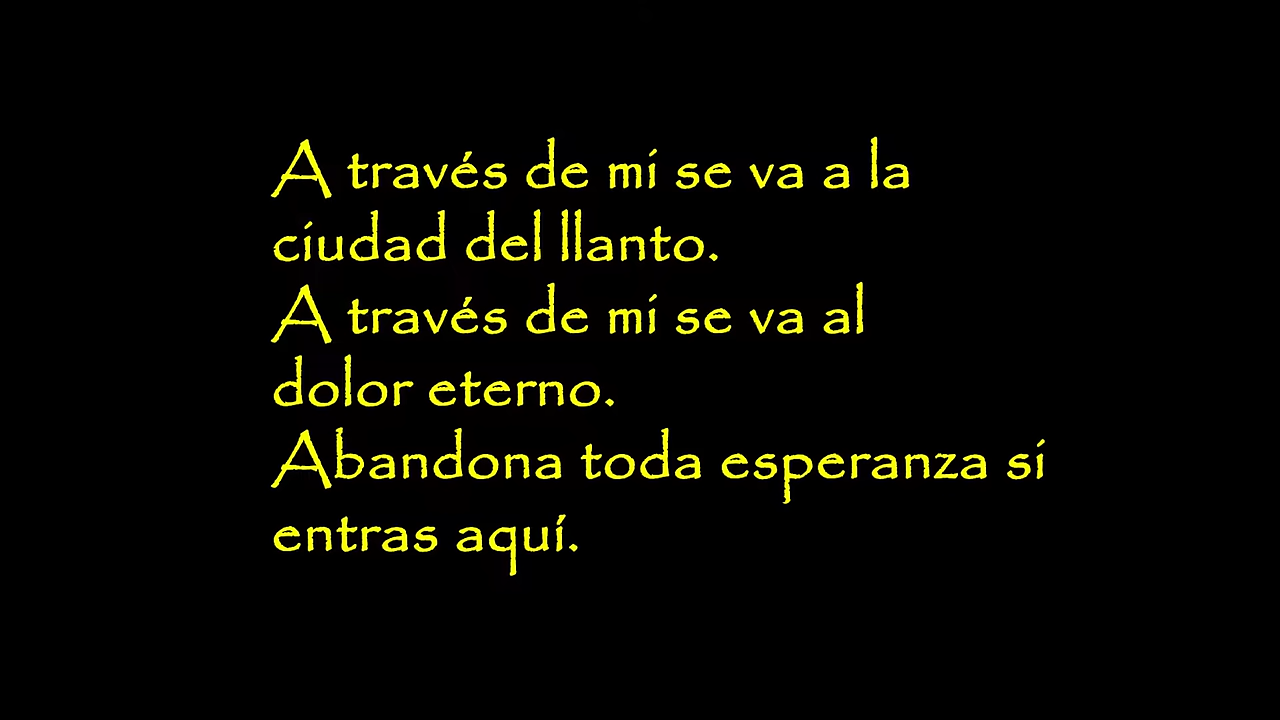 A través de mi se va a la
ciudad del llanto.
A través de mi se va al
dolor eterno.
Abandona toda esperanza si
entras aquí.